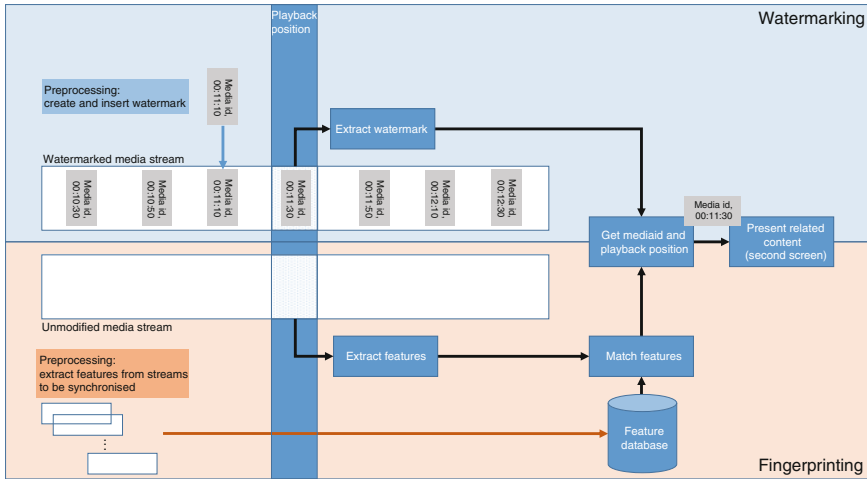 Playback
position
Watermarking
Preprocessing:
create and insert watermark
Media id,
00:11:10
Extract watermark
Watermarked media stream
Media id,
00:10:30
Media id,
00:10:50
Media id,
00:11:10
Media id,
00:11:30
Media id,
00:11:50
Media id,
00:12:10
Media id,
00:12:30
Media id,
00:11:30
Get mediaid and
playback position
Present related
content
(second screen)
Unmodified media stream
Preprocessing:
extract features from streams
to be synchronised
Extract features
Match features
⋮
Feature
database
Fingerprinting